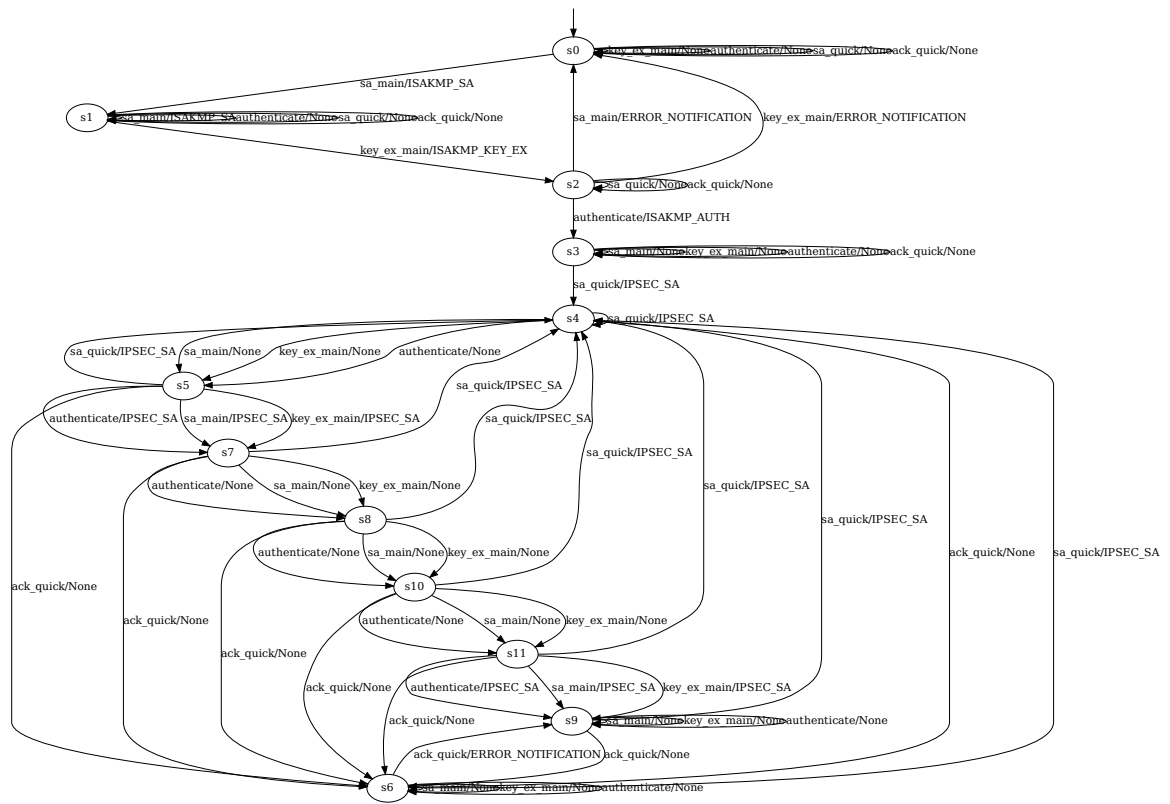 s0
key_ex_main/None
authenticate/None
sa_quick/None
ack_quick/None
sa_main/ISAKMP_SA
s1
sa_main/ISAKMP_SA
authenticate/None
sa_quick/None
ack_quick/None
sa_main/ERROR_NOTIFICATION
key_ex_main/ERROR_NOTIFICATION
key_ex_main/ISAKMP_KEY_EX
s2
sa_quick/None
ack_quick/None
authenticate/ISAKMP_AUTH
s3
sa_main/None
key_ex_main/None
authenticate/None
ack_quick/None
sa_quick/IPSEC_SA
s4
sa_quick/IPSEC_SA
sa_quick/IPSEC_SA
sa_main/None
key_ex_main/None
authenticate/None
s5
sa_quick/IPSEC_SA
authenticate/IPSEC_SA
sa_main/IPSEC_SA
key_ex_main/IPSEC_SA
sa_quick/IPSEC_SA
s7
sa_quick/IPSEC_SA
authenticate/None
sa_main/None
key_ex_main/None
sa_quick/IPSEC_SA
s8
sa_quick/IPSEC_SA
authenticate/None
sa_main/None
key_ex_main/None
ack_quick/None
sa_quick/IPSEC_SA
ack_quick/None
s10
ack_quick/None
authenticate/None
sa_main/None
key_ex_main/None
ack_quick/None
s11
ack_quick/None
authenticate/IPSEC_SA
sa_main/IPSEC_SA
key_ex_main/IPSEC_SA
ack_quick/None
s9
sa_main/None
key_ex_main/None
authenticate/None
ack_quick/ERROR_NOTIFICATION
ack_quick/None
s6
sa_main/None
key_ex_main/None
authenticate/None